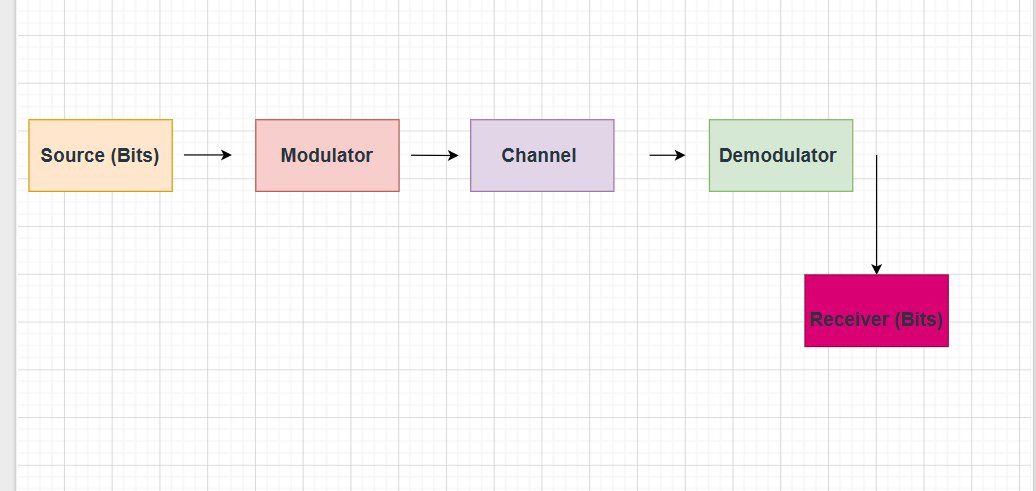 Source (Bits)
Modulator
Channel
Demodulator
Receiver (Bits)